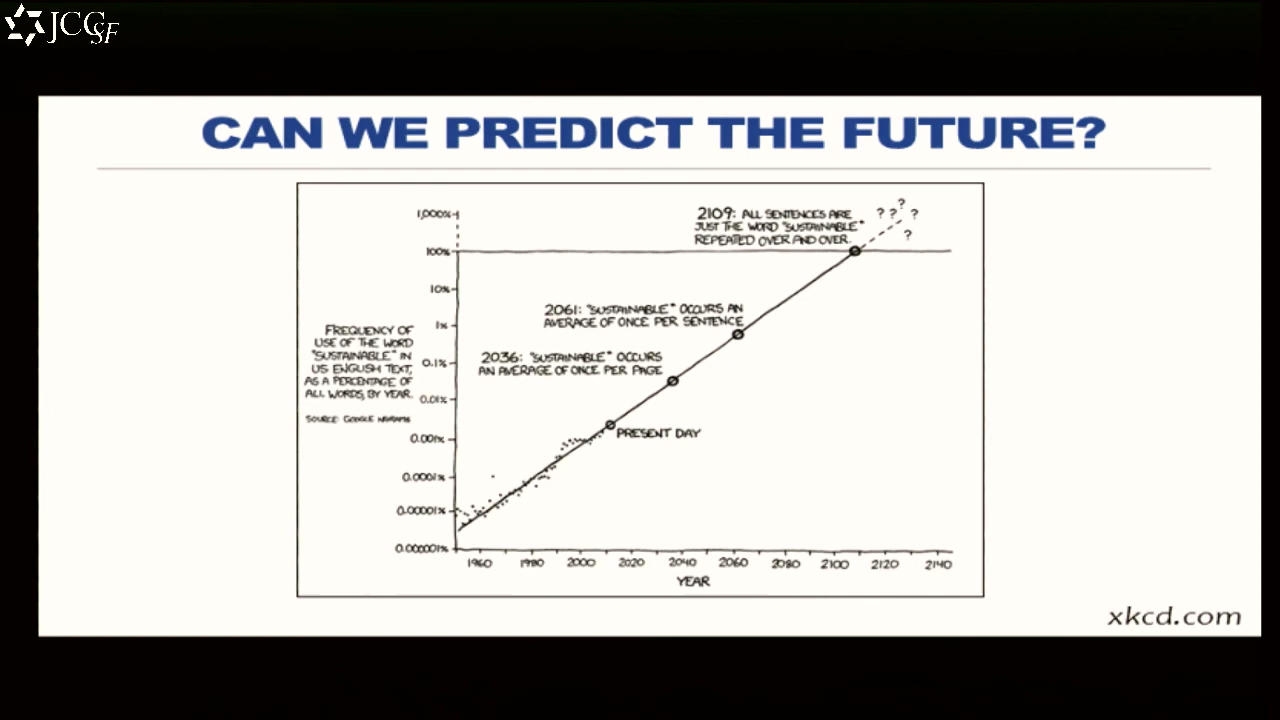 JCCSF
CAN WE PREDICT THE FUTURE?
1,000%
100%
10%
1%
0.1%
0.01%
0.001%
0.0001%
0.00001%
0.000001%
FREQUENCY OF
USE OF THE WORD
"SUSTAINABLE" IN
US ENGLISH TEXT,
AS A PERCENTAGE OF
ALL WORDS, BY YEAR.
SOURCE: GOOGLE NGRAMS
2109: ALL SENTENCES ARE
JUST THE WORD "SUSTAINABLE"
REPEATED OVER AND OVER.
? ? ? ?
?
2061: "SUSTAINABLE" OCCURS AN
AVERAGE OF ONCE PER SENTENCE
2036: "SUSTAINABLE" OCCURS
AN AVERAGE OF ONCE PER PAGE
PRESENT DAY
1960 1980 2000 2020 2040 2060 2080 2100 2120 2140
YEAR
xkcd.com